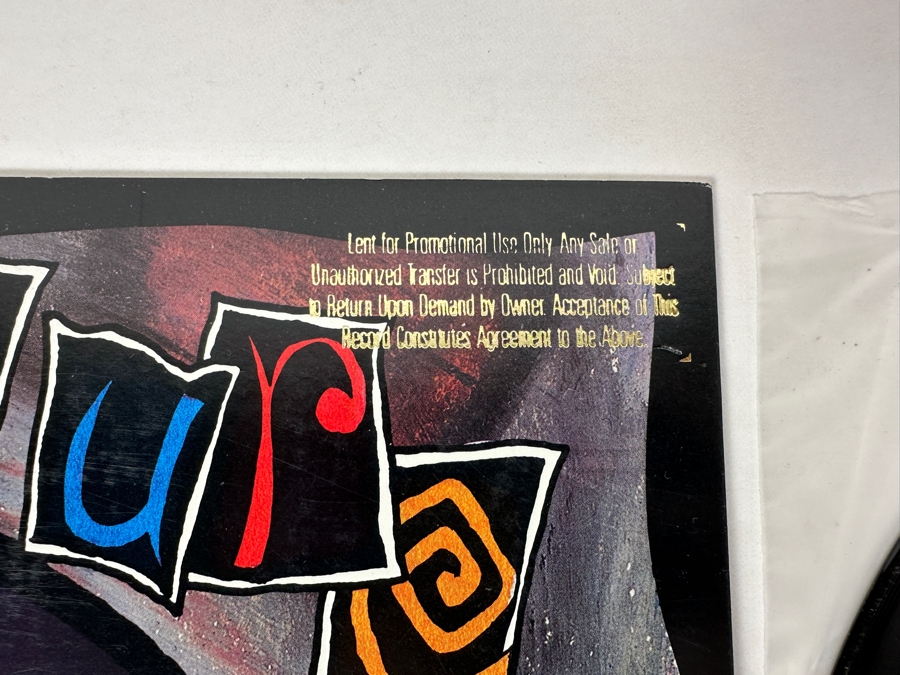 Lent for Promotional Use Only. Any Sale or
Unauthorized Transfer is Prohibited and Void. Subject
to Return Upon Demand by Owner. Acceptance of This
Record Constitutes Agreement to the Above.
ure